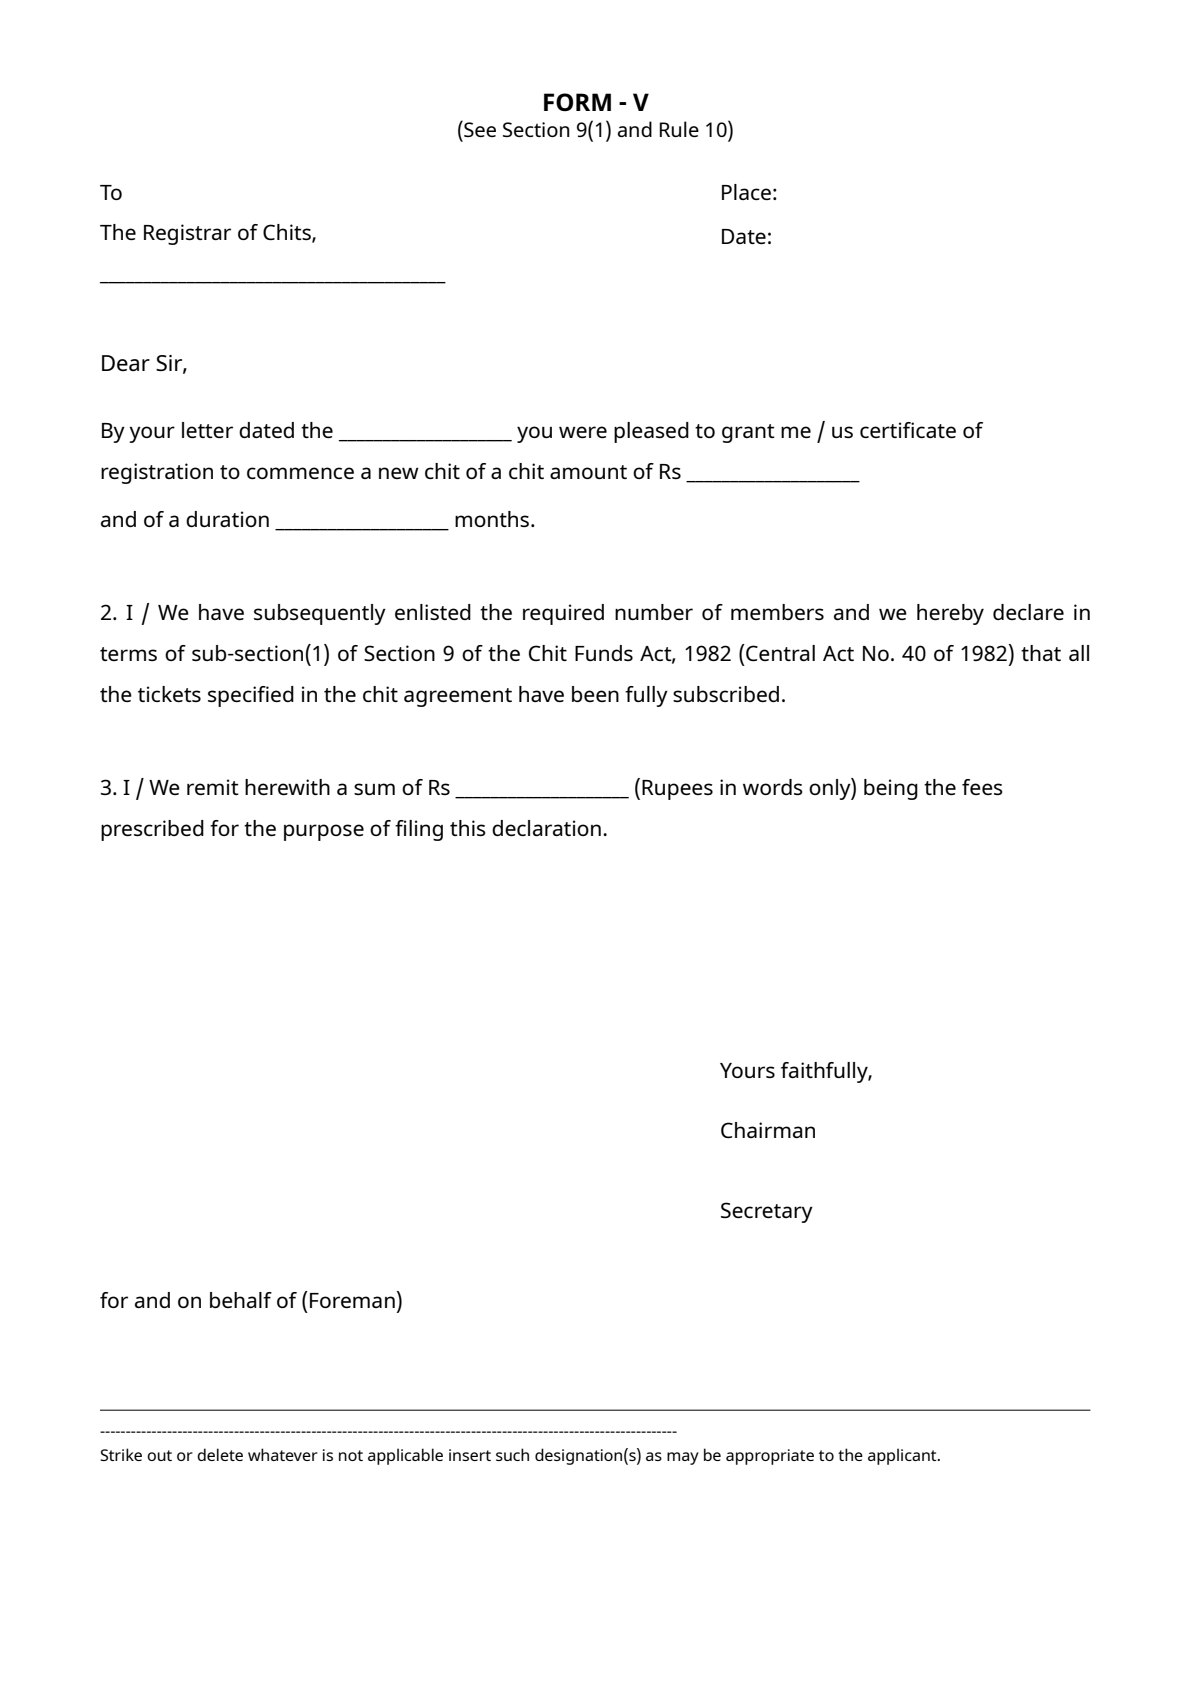 FORM - V
(See Section 9(1) and Rule 10)
To
Place:
The Registrar of Chits,
Date:
________________________________________
Dear Sir,
By your letter dated the ____________________ you were pleased to grant me / us certificate of
registration to commence a new chit of a chit amount of Rs ____________________
and of a duration ____________________ months.
2. I / We have subsequently enlisted the required number of members and we hereby declare in
terms of sub-section(1) of Section 9 of the Chit Funds Act, 1982 (Central Act No. 40 of 1982) that all
the tickets specified in the chit agreement have been fully subscribed.
3. I / We remit herewith a sum of Rs ____________________ (Rupees in words only) being the fees
prescribed for the purpose of filing this declaration.
Yours faithfully,
Chairman
Secretary
for and on behalf of (Foreman)
----------------------------------------------------------------------------------------------------------------
Strike out or delete whatever is not applicable insert such designation(s) as may be appropriate to the applicant.